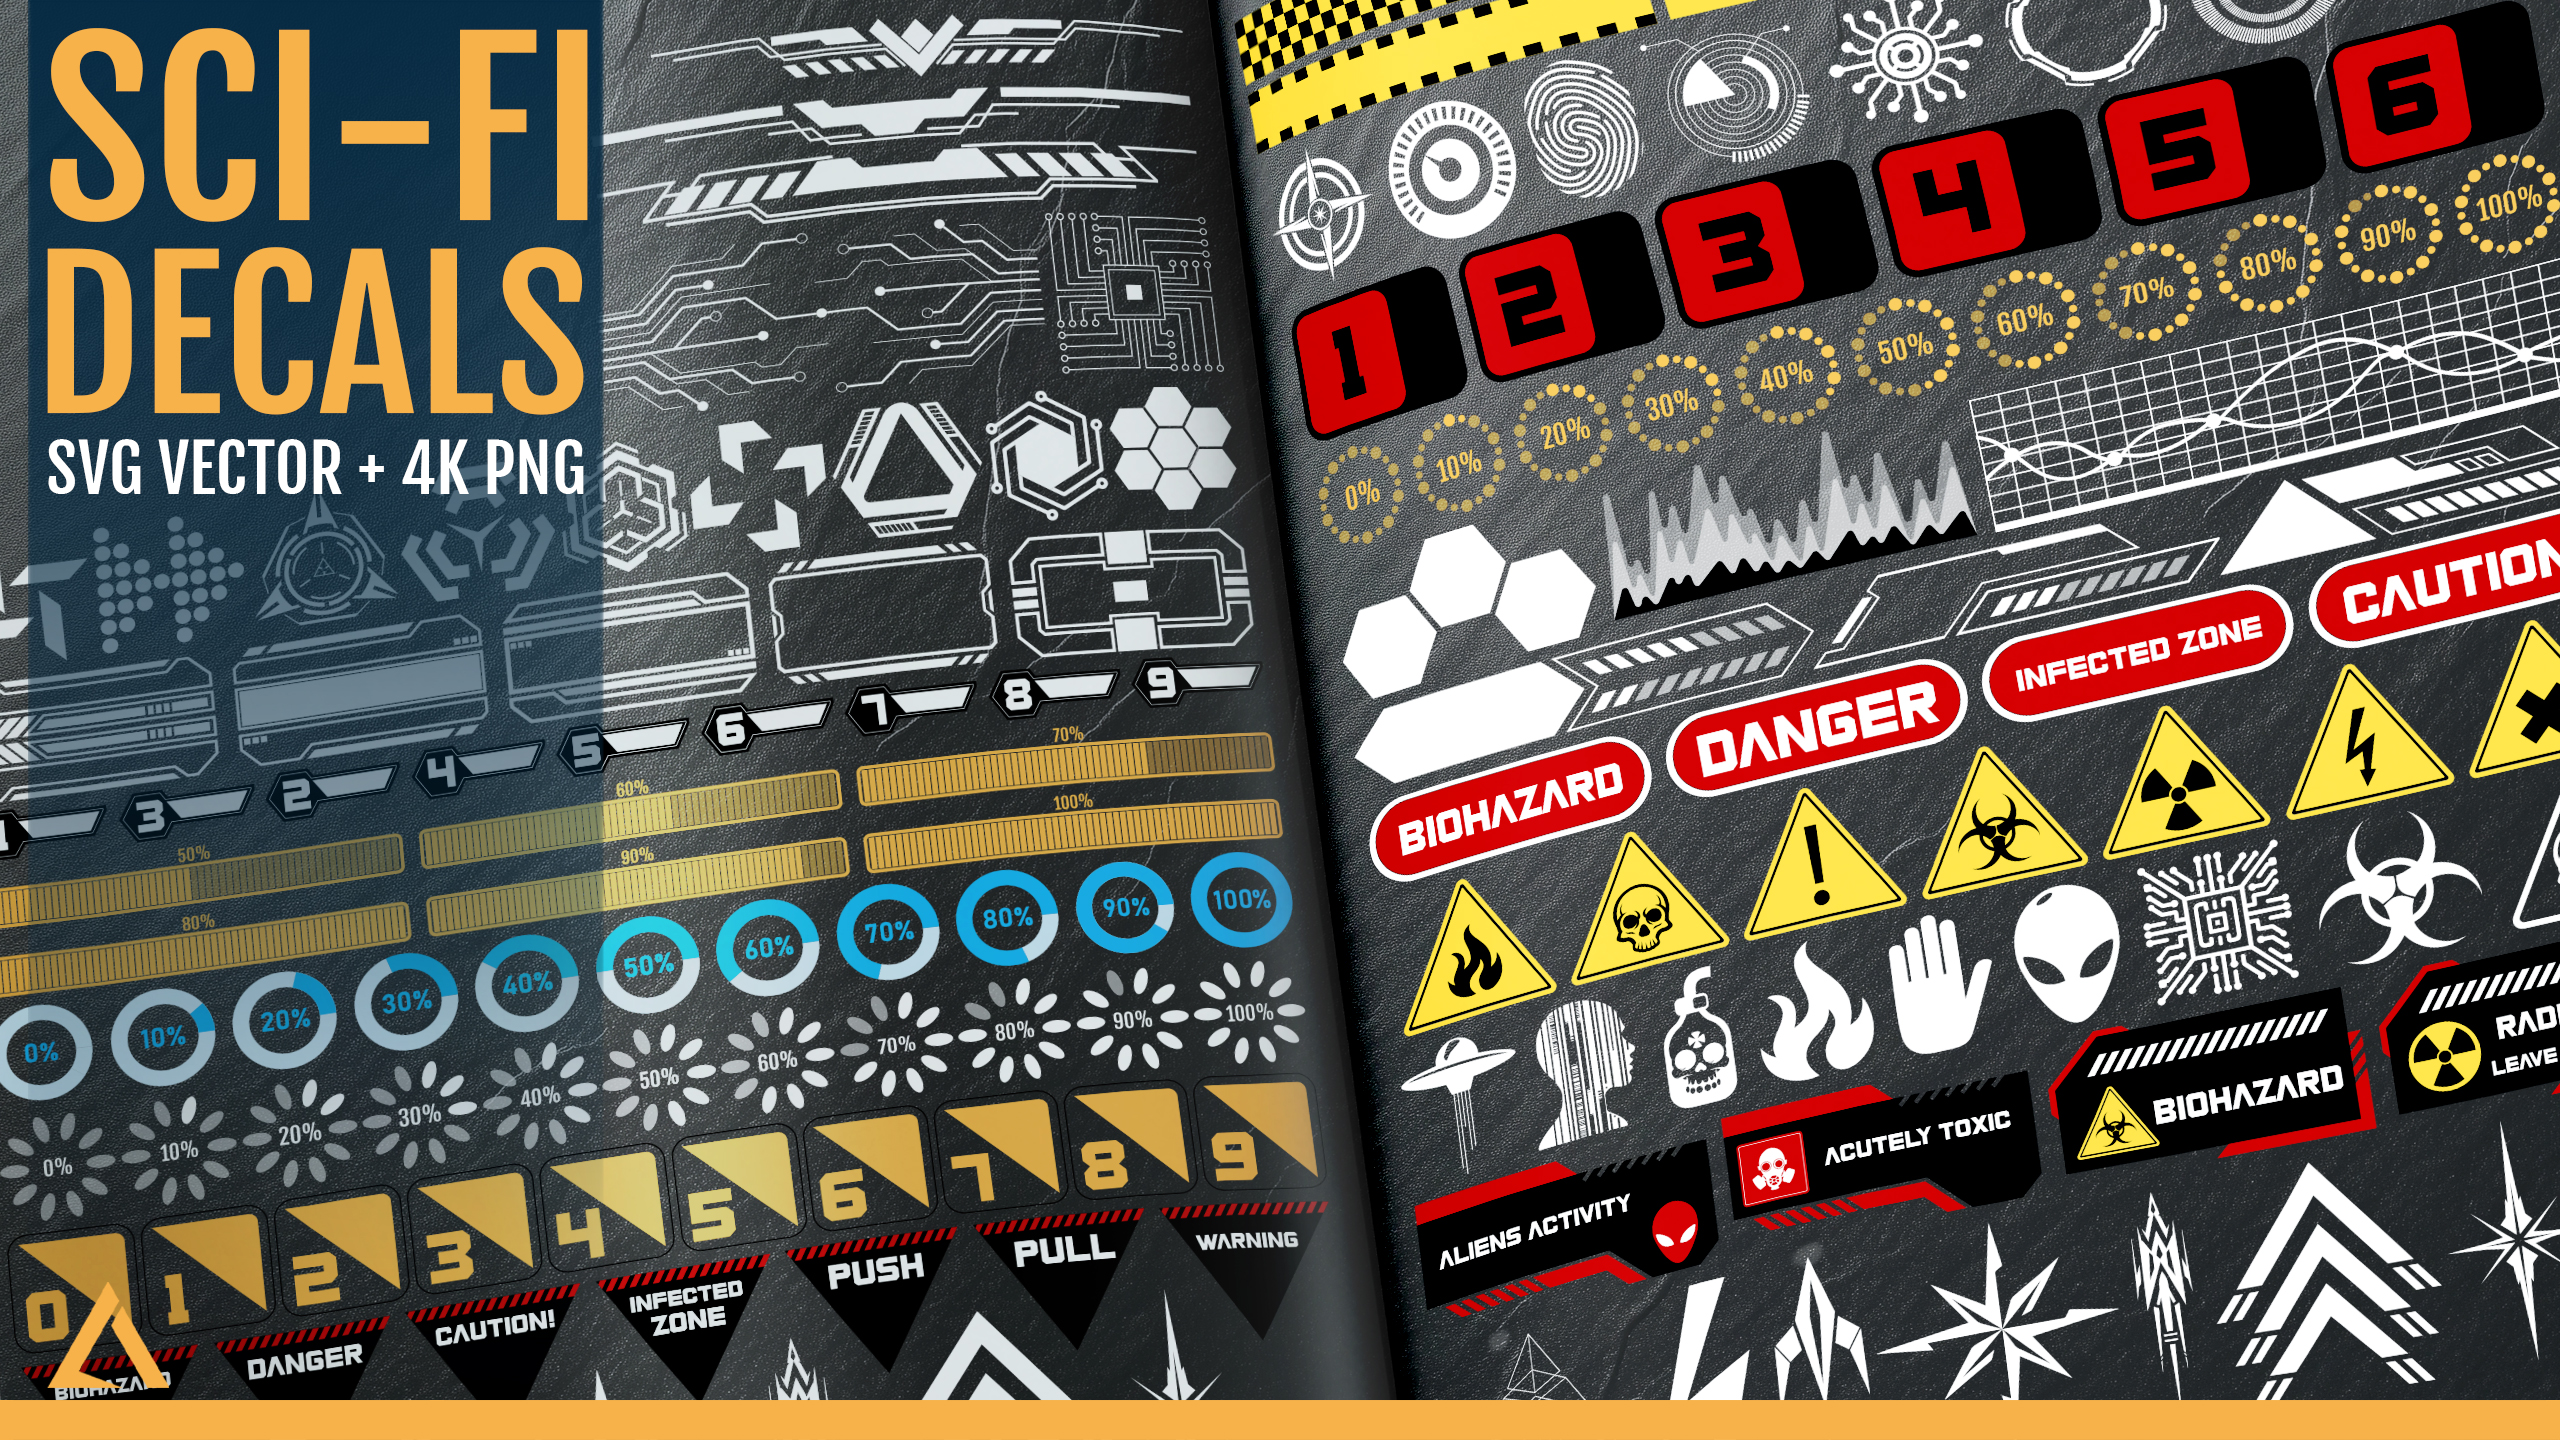 SCI-FI
DECALS
SVG VECTOR + 4K PNG
1 3 2 4 5 6 7 8 9
50% 60% 70%
80% 90% 100%
0% 10% 20% 30% 40% 50% 60% 70% 80% 90% 100%
0% 10% 20% 30% 40% 50% 60% 70% 80% 90% 100%
0 1 2 3 4 5 6 7 8 9
BIOHAZARD
DANGER
CAUTION!
INFECTED
ZONE
PUSH
PULL
WARNING
1 2 3 4 5 6
0% 10% 20% 30% 40% 50% 60% 70% 80% 90% 100%
BIOHAZARD
DANGER
INFECTED ZONE
CAUTION
!
ALIENS ACTIVITY
ACUTELY TOXIC
BIOHAZARD
LEAVE